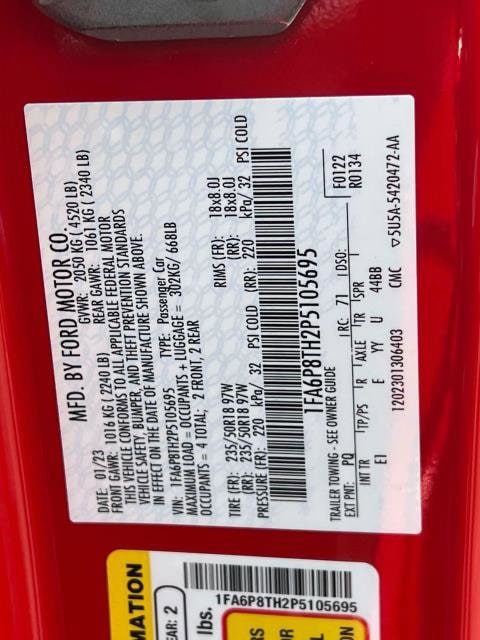 MFD. BY FORD MOTOR CO.
DATE: 01/23 GVWR: 2050 KG (4520 LB)
FRONT GAWR: 1016 KG (2240 LB) REAR GAWR: 1061 KG (2340 LB)
THIS VEHICLE CONFORMS TO ALL APPLICABLE FEDERAL MOTOR
VEHICLE SAFETY, BUMPER, AND THEFT PREVENTION STANDARDS
IN EFFECT ON THE DATE OF MANUFACTURE SHOWN ABOVE.
VIN: 1FA6P8TH2P5105695 TYPE: Passenger Car
MAXIMUM LOAD = OCCUPANTS + LUGGAGE = 302KG/ 668LB
OCCUPANTS = 4 TOTAL; 2 FRONT, 2 REAR
TIRE (FR): 235/50R18 97W RIMS (FR): 18x8.0J
(RR): 235/50R18 97W (RR): 18x8.0J
PRESSURE (FR): 220 kPa/ 32 PSI COLD (RR): 220 kPa/ 32 PSI COLD
1FA6P8TH2P5105695
TRAILER TOWING - SEE OWNER GUIDE F0122
EXT PNT: PQ RC: 71 DSO: R0134
INT TR TP/PS R AXLE TR SPR
EI E YY U 44BB
1202301306403 CMC ▽5U5A-5420472-AA
MATION
EAR: 2
lbs.
1FA6P8TH2P5105695